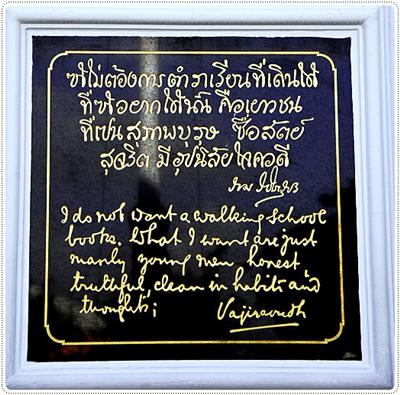 ข้าไม่ต้องการตำราเรียนที่เดินได้
ที่ข้าอยากได้นั้น คือเยาวชน
ที่เป็นสุภาพบุรุษ ซื่อสัตย์
สุจริต มีอุปนิสัยใจคอดี
I do not want a walking school
books. What I want are just
manly young men, honest
truthful, clean in habits and
thoughts; Vajiravudh